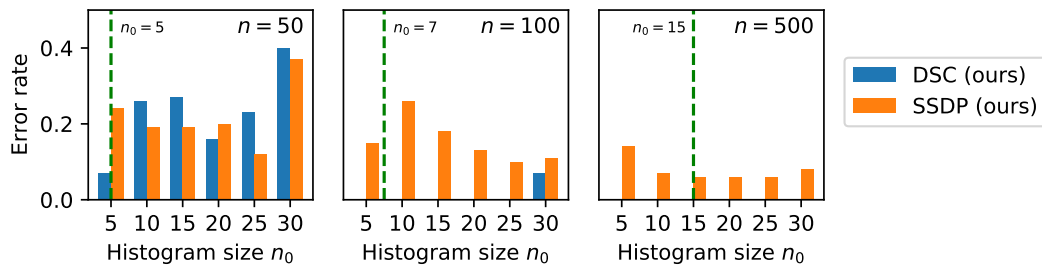 n₀ = 5
n = 50
n₀ = 7
n = 100
n₀ = 15
n = 500
Error rate
0.4
0.2
0.0
5 10 15 20 25 30
5 10 15 20 25 30
5 10 15 20 25 30
Histogram size n₀
Histogram size n₀
Histogram size n₀
DSC (ours)
SSDP (ours)